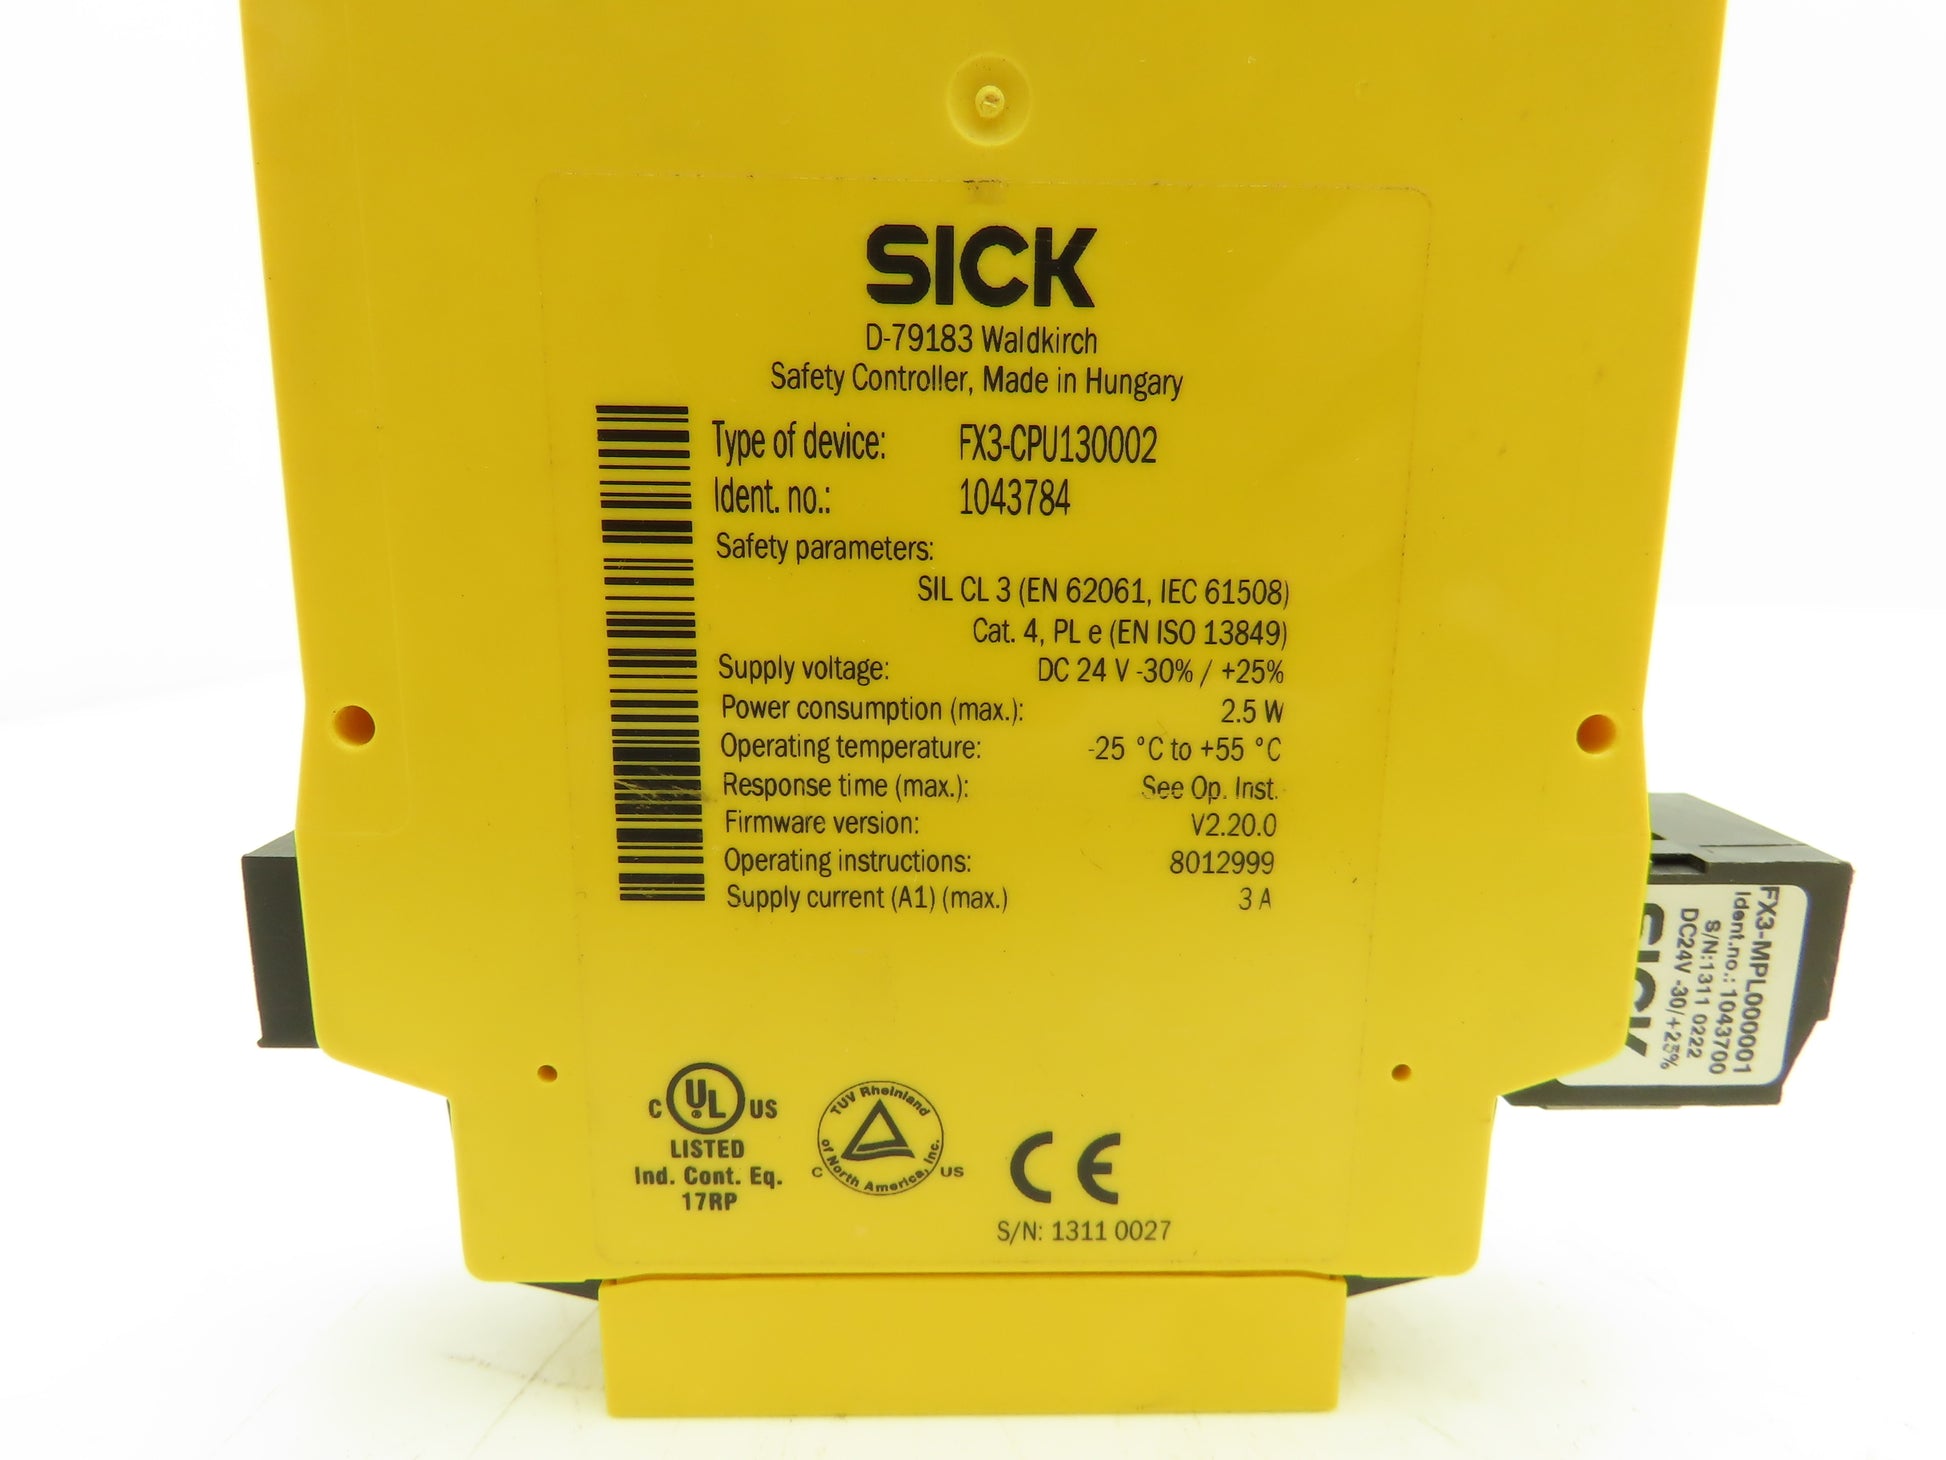 SICK
D-79183 Waldkirch
Safety Controller, Made in Hungary
Type of device: FX3-CPU130002
Ident. no.: 1043784
Safety parameters:
SIL CL 3 (EN 62061, IEC 61508)
Cat. 4, PL e (EN ISO 13849)
Supply voltage: DC 24 V -30% / +25%
Power consumption (max.): 2.5 W
Operating temperature: -25 °C to +55 °C
Response time (max.): See Op. Inst.
Firmware version: V2.20.0
Operating instructions: 8012999
Supply current (A1) (max.) 3 A
C UL ® US
LISTED
Ind. Cont. Eq.
17RP
TUV Rheinland
of North America, Inc.
C US
CE
S/N: 1311 0027
FX3-MPL000001
Ident.no.: 1043700
S/N:1311 0222
DC24V -30/+25%
SICK